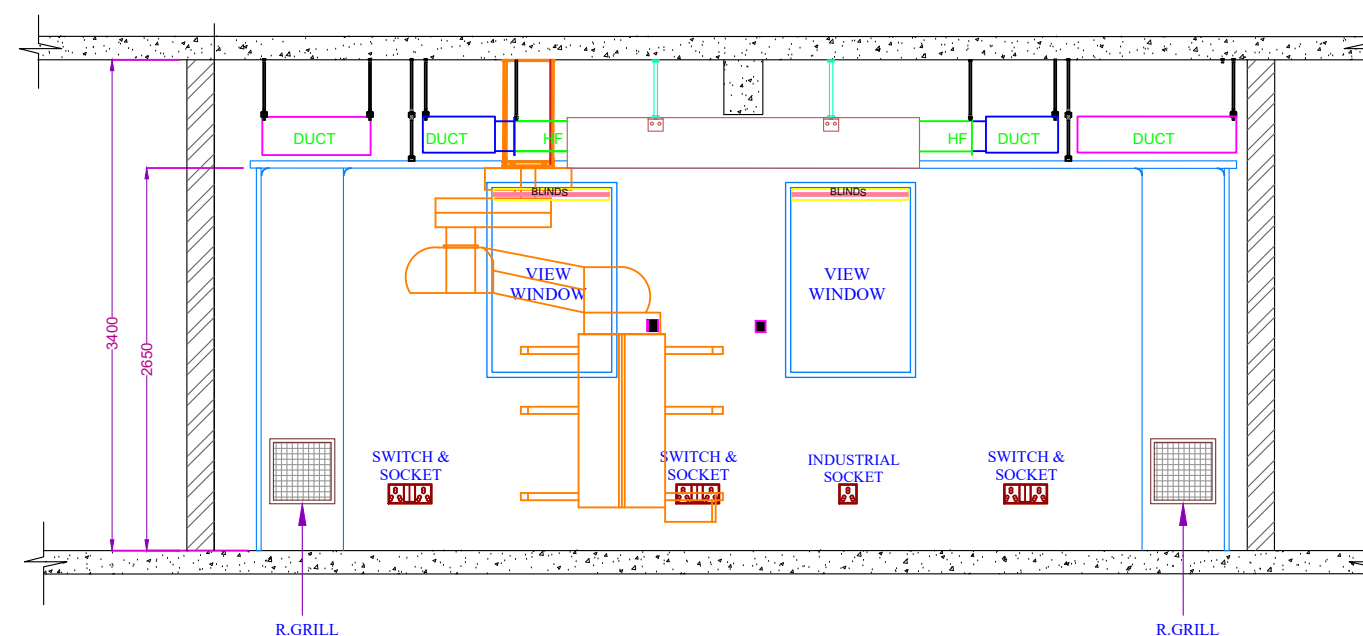 DUCT
DUCT
HF
HF
DUCT
DUCT
BLINDS
BLINDS
VIEW
WINDOW
VIEW
WINDOW
3400
2650
SWITCH &
SOCKET
SWITCH &
SOCKET
INDUSTRIAL
SOCKET
SWITCH &
SOCKET
R.GRILL
R.GRILL